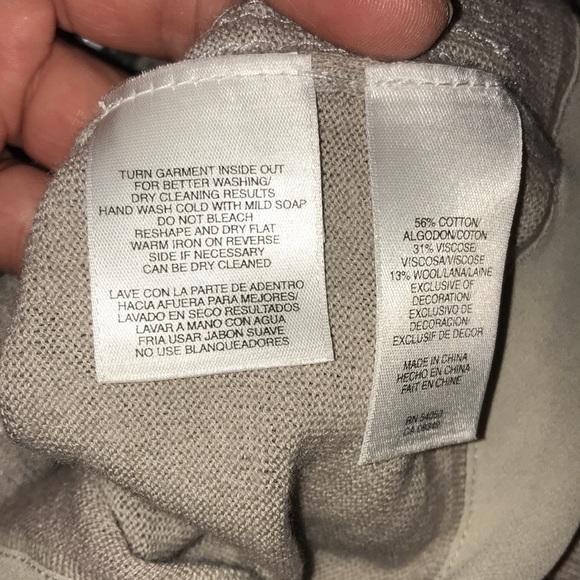 TURN GARMENT INSIDE OUT
FOR BETTER WASHING/
DRY CLEANING RESULTS
HAND WASH COLD WITH MILD SOAP
DO NOT BLEACH
RESHAPE AND DRY FLAT
WARM IRON ON REVERSE
SIDE IF NECESSARY
CAN BE DRY CLEANED
LAVE CON LA PARTE DE ADENTRO
HACIA AFUERA PARA MEJORES/
LAVADO EN SECO RESULTADOS
LAVAR A MANO CON AGUA
FRIA USAR JABON SUAVE
NO USE BLANQUEADORES
56% COTTON/
ALGODON/COTON
31% VISCOSE/
VISCOSA/VISCOSE
13% WOOL/LANA/LAINE
EXCLUSIVE OF
DECORATION/
EXCLUSIVO DE
DECORACION/
EXCLUSIF DE DECOR
MADE IN CHINA
HECHO EN CHINA
FAIT EN CHINE
RN 54050
CA